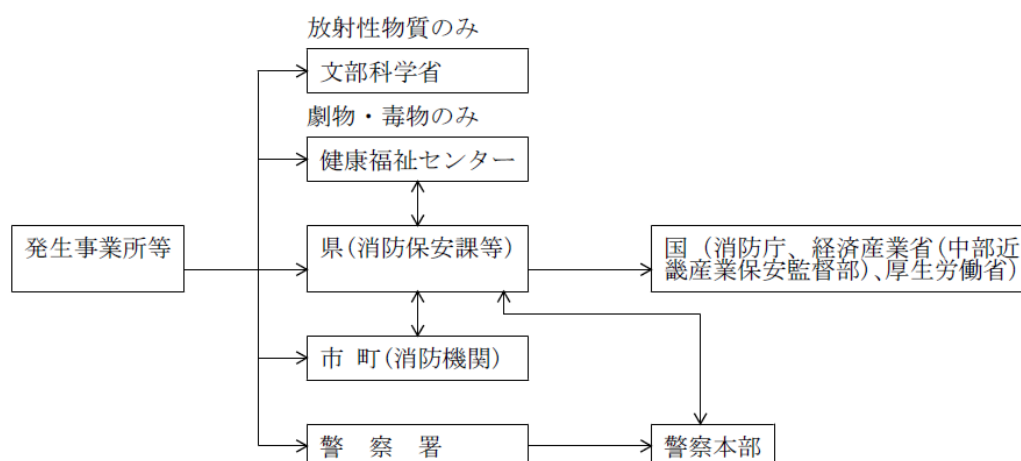 放射性物質のみ
文部科学省
劇物・毒物のみ
健康福祉センター
発生事業所等
県(消防保安課等)
国(消防庁、経済産業省(中部近
畿産業保安監督部)、厚生労働省)
市 町(消防機関)
警 察 署
警察本部